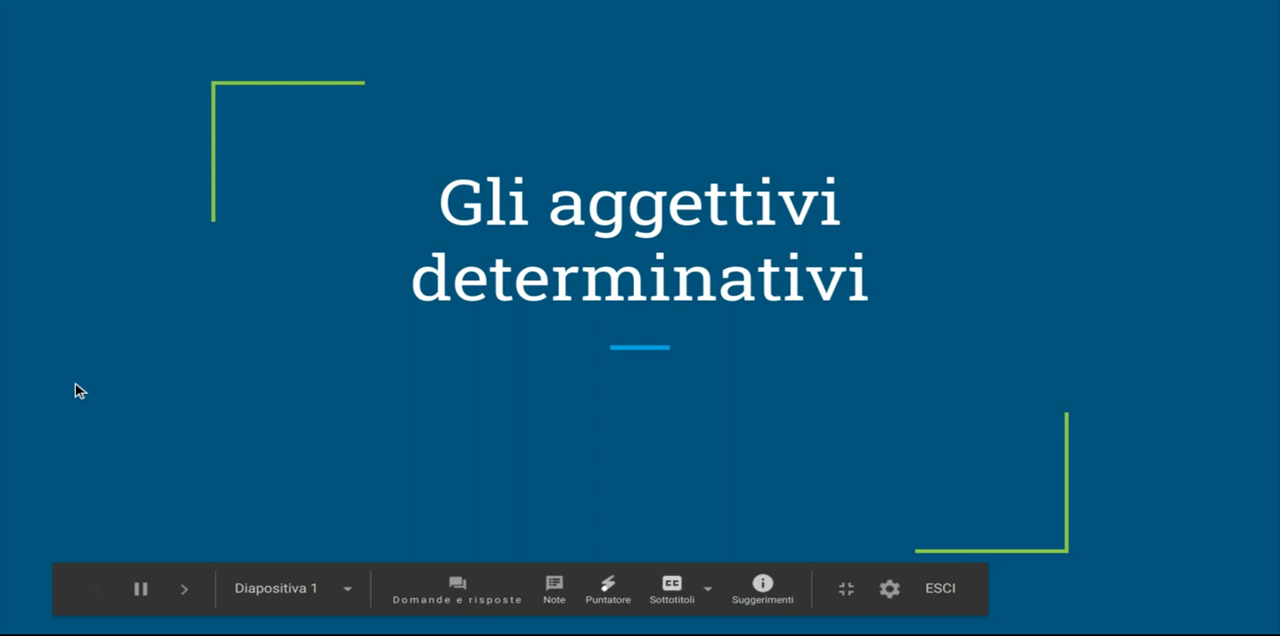 Gli aggettivi
determinativi
Diapositiva 1
Domande e risposte
Note
Puntatore
Sottotitoli
Suggerimenti
ESCI